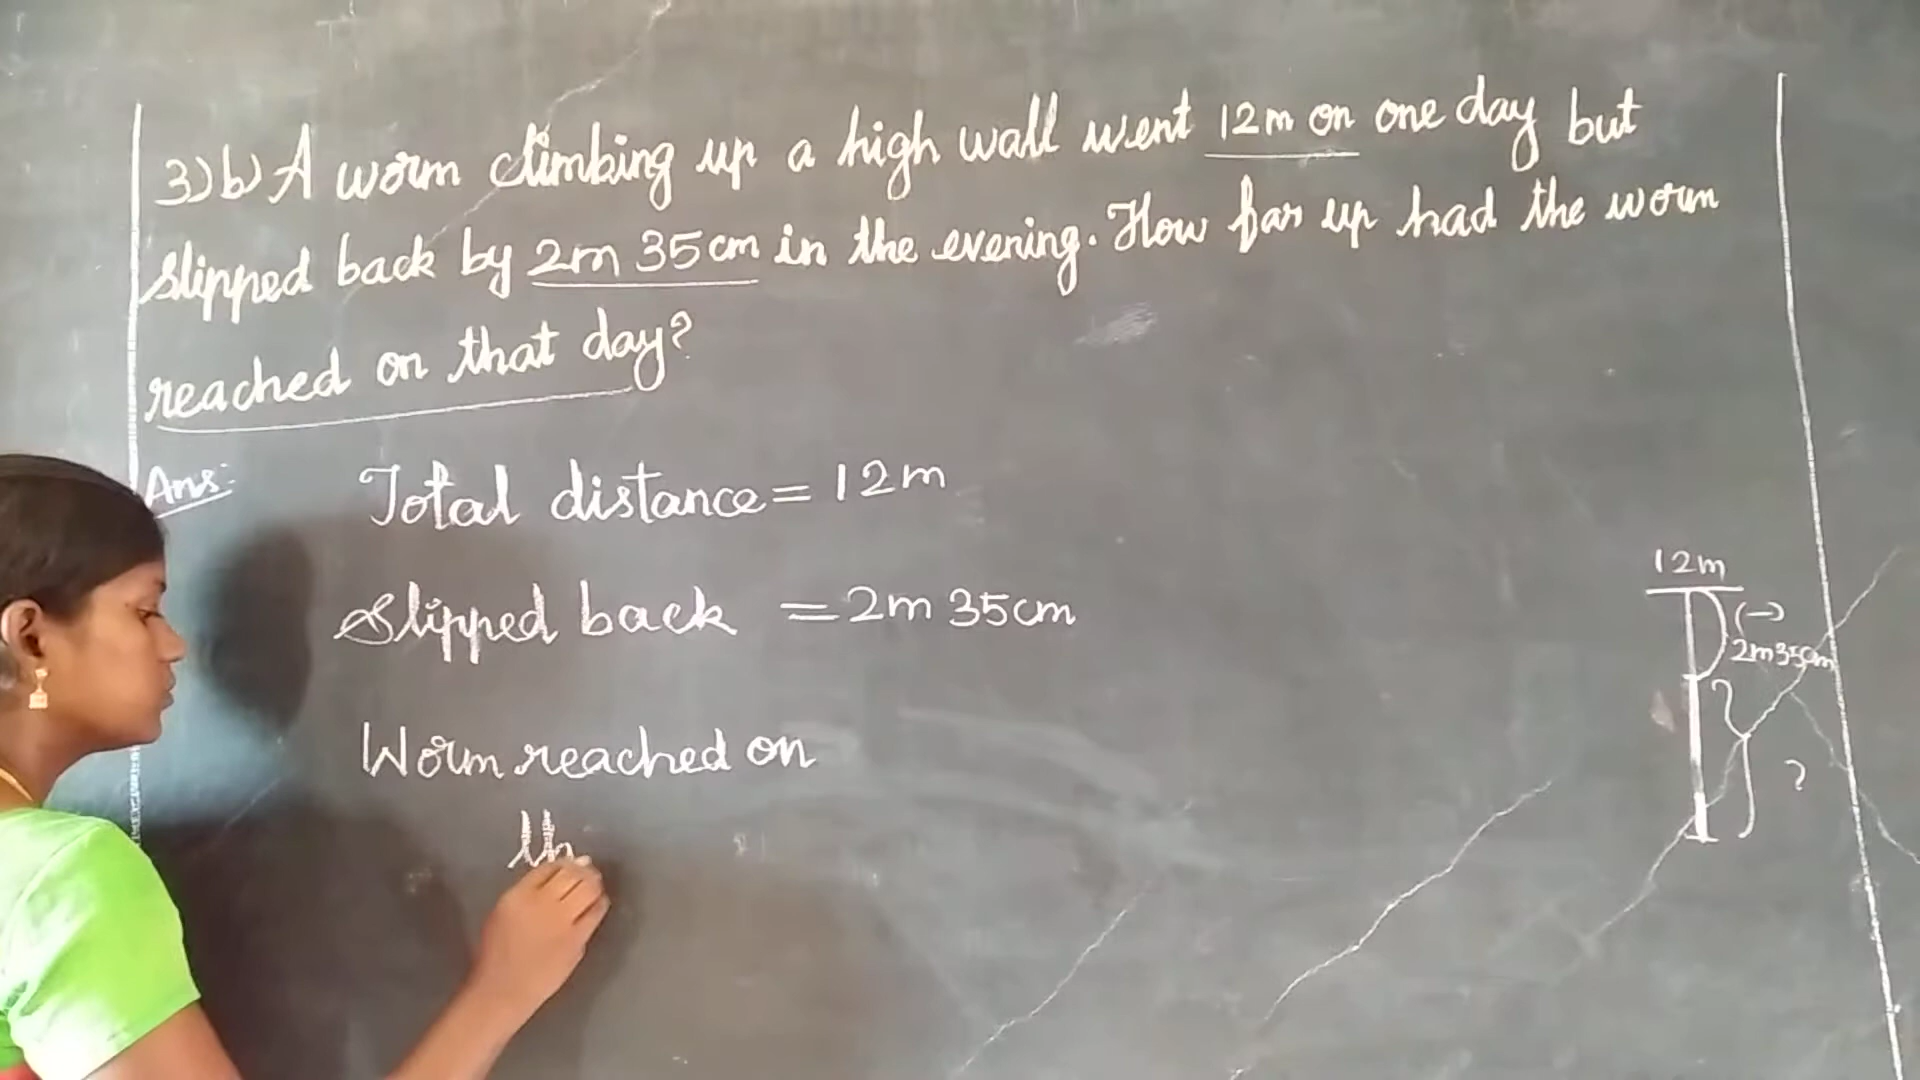 3)b) A worm climbing up a high wall went 12m on one day but
slipped back by 2m 35cm in the evening. How far up had the worm
reached on that day?
Ans:
Total distance = 12m
Slipped back = 2m 35cm
Worm reached on
th
12m
(-)
2m35cm
?